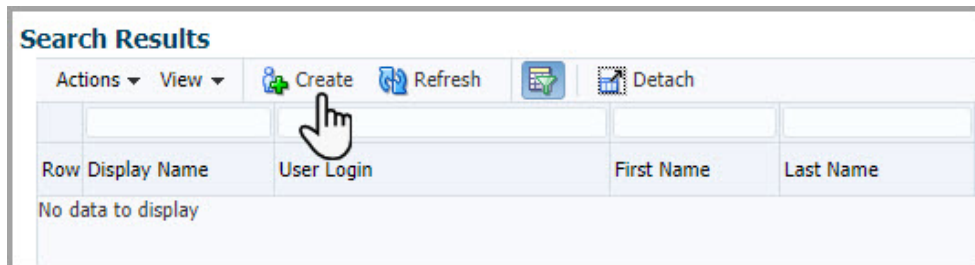 Search Results
Actions View Create Refresh Detach
Row Display Name User Login First Name Last Name
No data to display